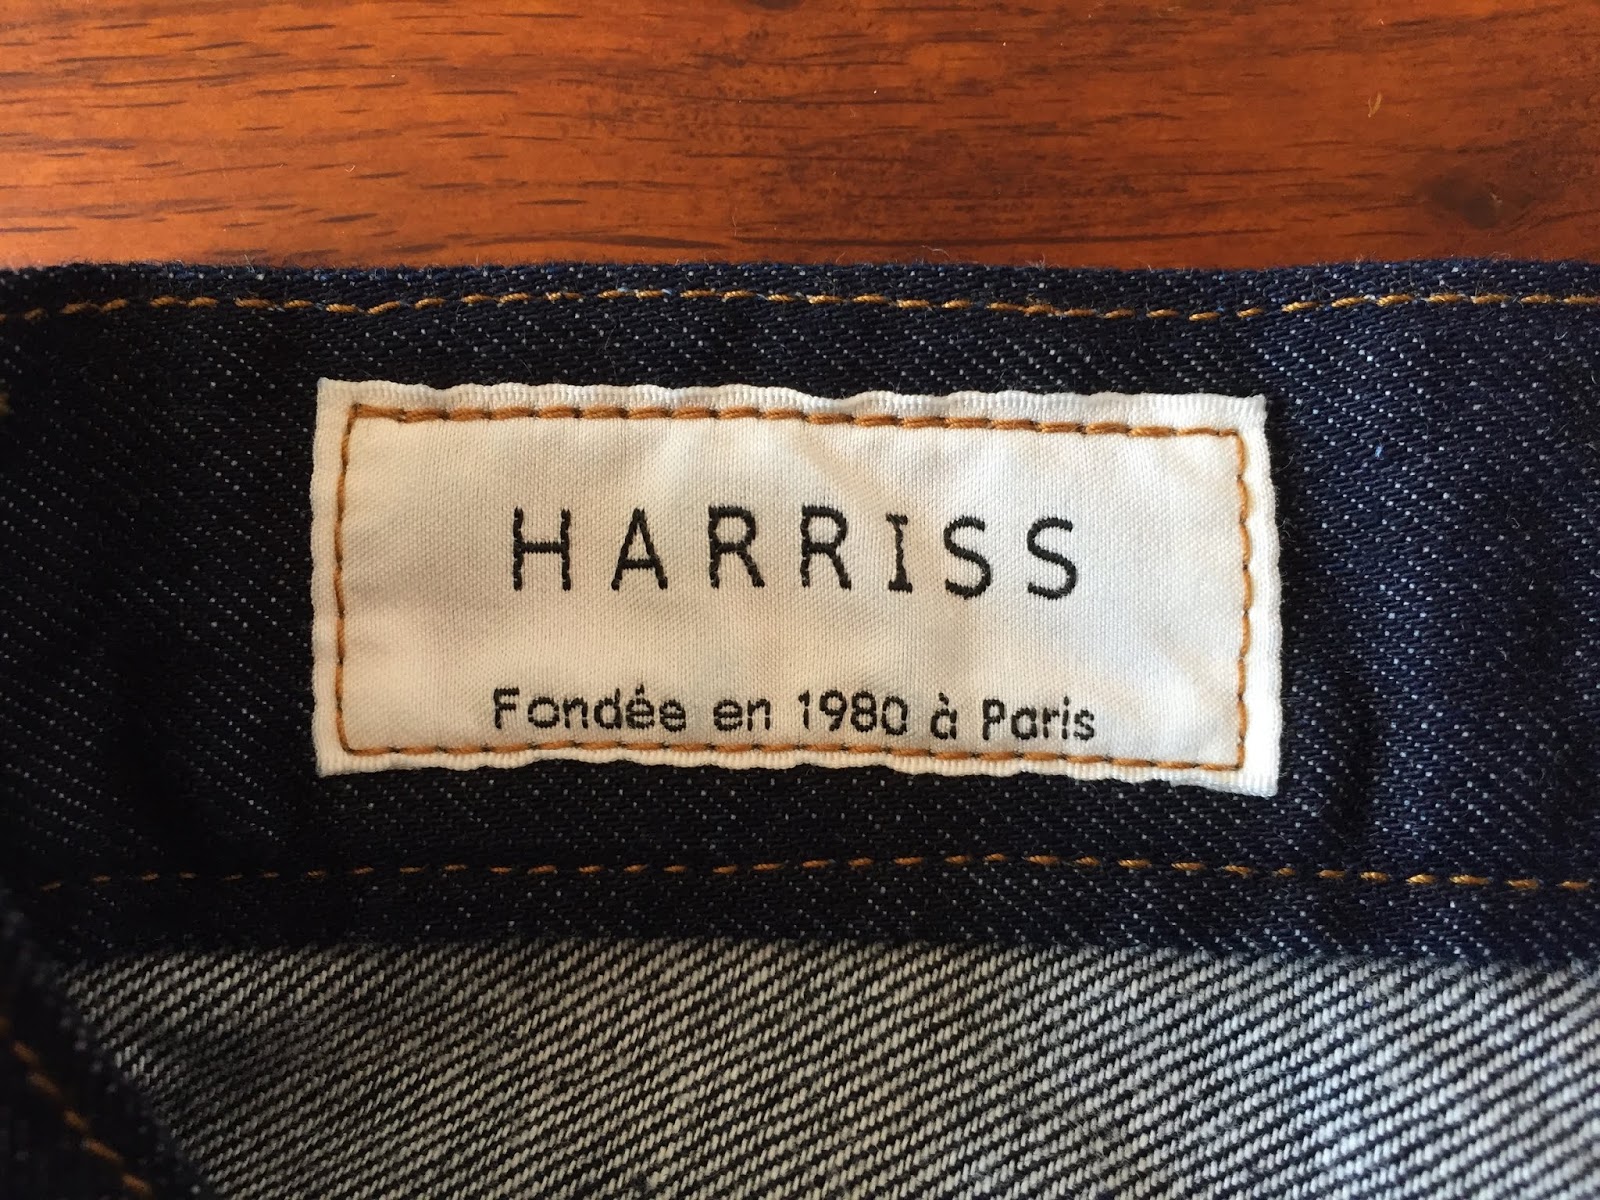 HARRISS
Fondée en 1980 à Paris